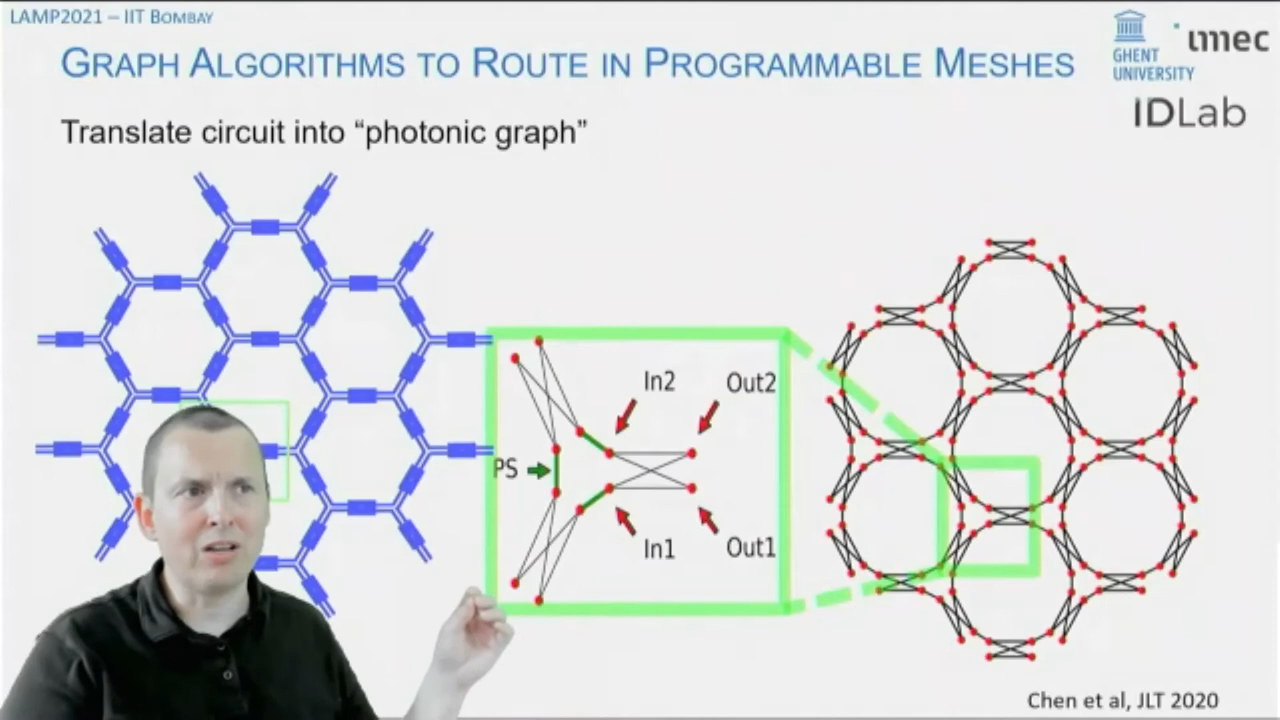 LAMP2021 – IIT BOMBAY
GRAPH ALGORITHMS TO ROUTE IN PROGRAMMABLE MESHES
GHENT
UNIVERSITY
imec
IDLab
Translate circuit into “photonic graph”
In2
Out2
PS
In1
Out1
Chen et al, JLT 2020